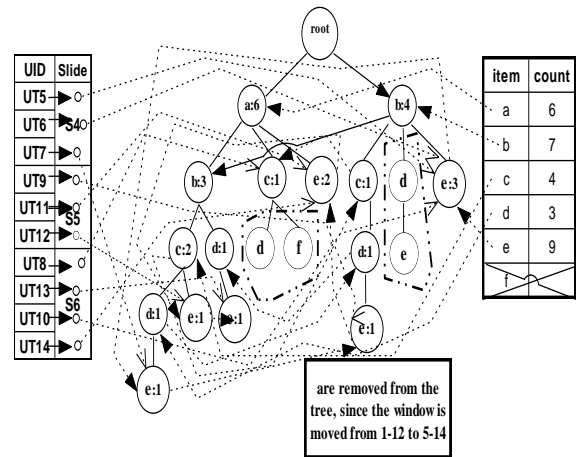 root
UID Slide
UT5
UT6 S4
UT7
UT9
UT11
S5
UT12
UT8
UT13
S6
UT10
UT14
a:6
b:4
b:3
c:1
e:2
c:1
d
e:3
c:2
d:1
d
f
d:1
e
d:1
e:1
e:1
e:1
item count
a 6
b 7
c 4
d 3
e 9
f
are removed from the
tree, since the window is
moved from 1-12 to 5-14